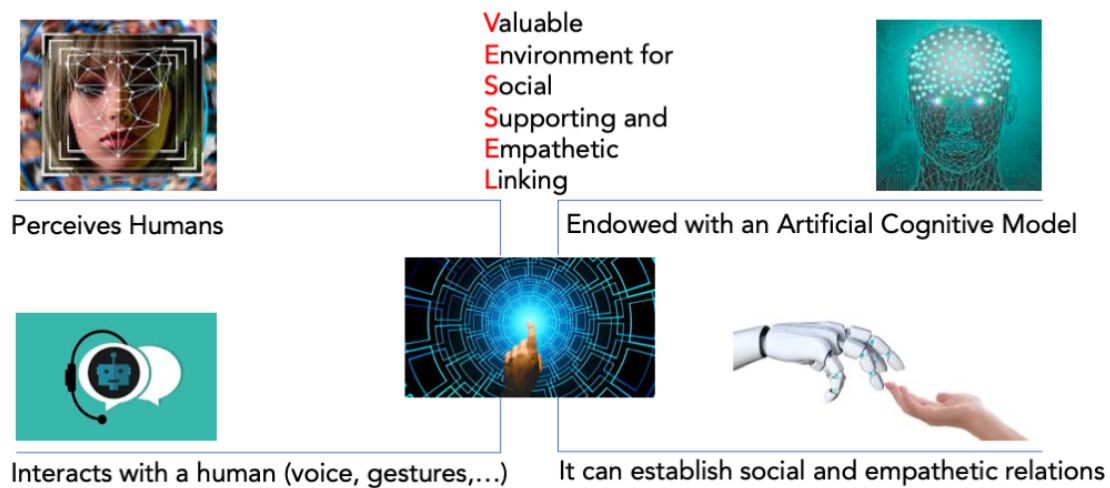 Valuable
Environment for
Social
Supporting and
Empathetic
Linking
Perceives Humans
Endowed with an Artificial Cognitive Model
Interacts with a human (voice, gestures,…)
It can establish social and empathetic relations